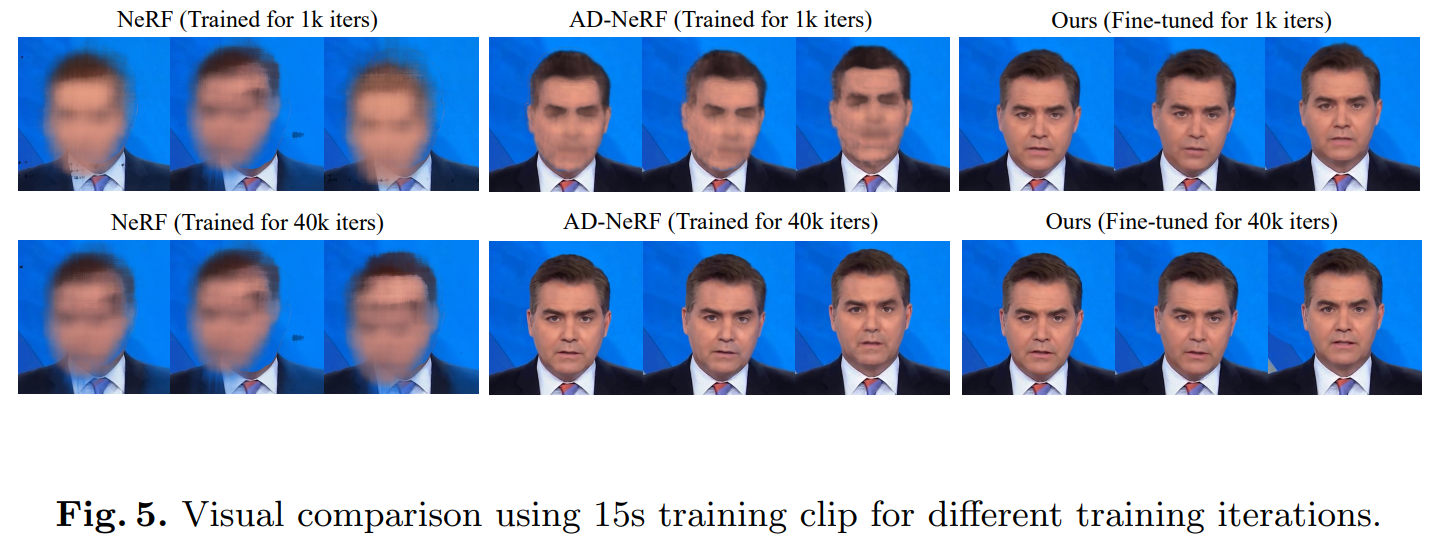 NeRF (Trained for 1k iters) AD-NeRF (Trained for 1k iters) Ours (Fine-tuned for 1k iters)
NeRF (Trained for 40k iters) AD-NeRF (Trained for 40k iters) Ours (Fine-tuned for 40k iters)
Fig. 5. Visual comparison using 15s training clip for different training iterations.